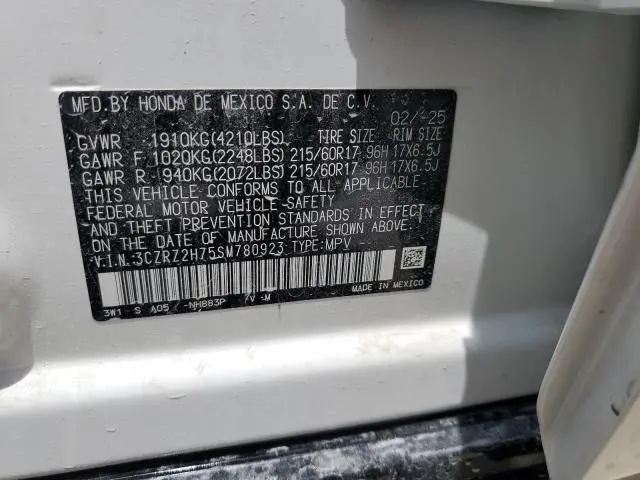 MFD. BY HONDA DE MEXICO S.A. DE C.V. 02/-25
GVWR 1910KG(4210LBS) TIRE SIZE RIM SIZE
GAWR F 1020KG(2248LBS) 215/60R17 96H 17X6.5J
GAWR R 940KG(2072LBS) 215/60R17 96H 17X6.5J
THIS VEHICLE CONFORMS TO ALL APPLICABLE
FEDERAL MOTOR VEHICLE SAFETY
AND THEFT PREVENTION STANDARDS IN EFFECT
ON THE DATE OF MANUFACTURE SHOWN ABOVE.
V.I.N. 3CZRZ2H75SM780923 TYPE: MPV
3W1 - S A05 -NH883P /V -M MADE IN MEXICO